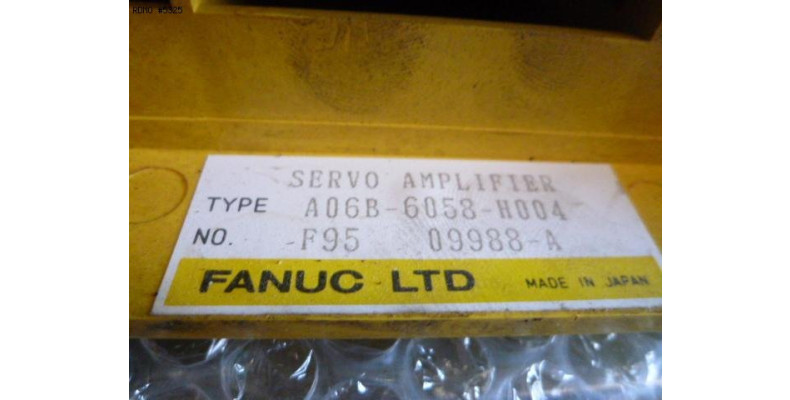 SERVO AMPLIFIER
TYPE A06B-6058-H004
NO. F95 09988-A
FANUC LTD MADE IN JAPAN